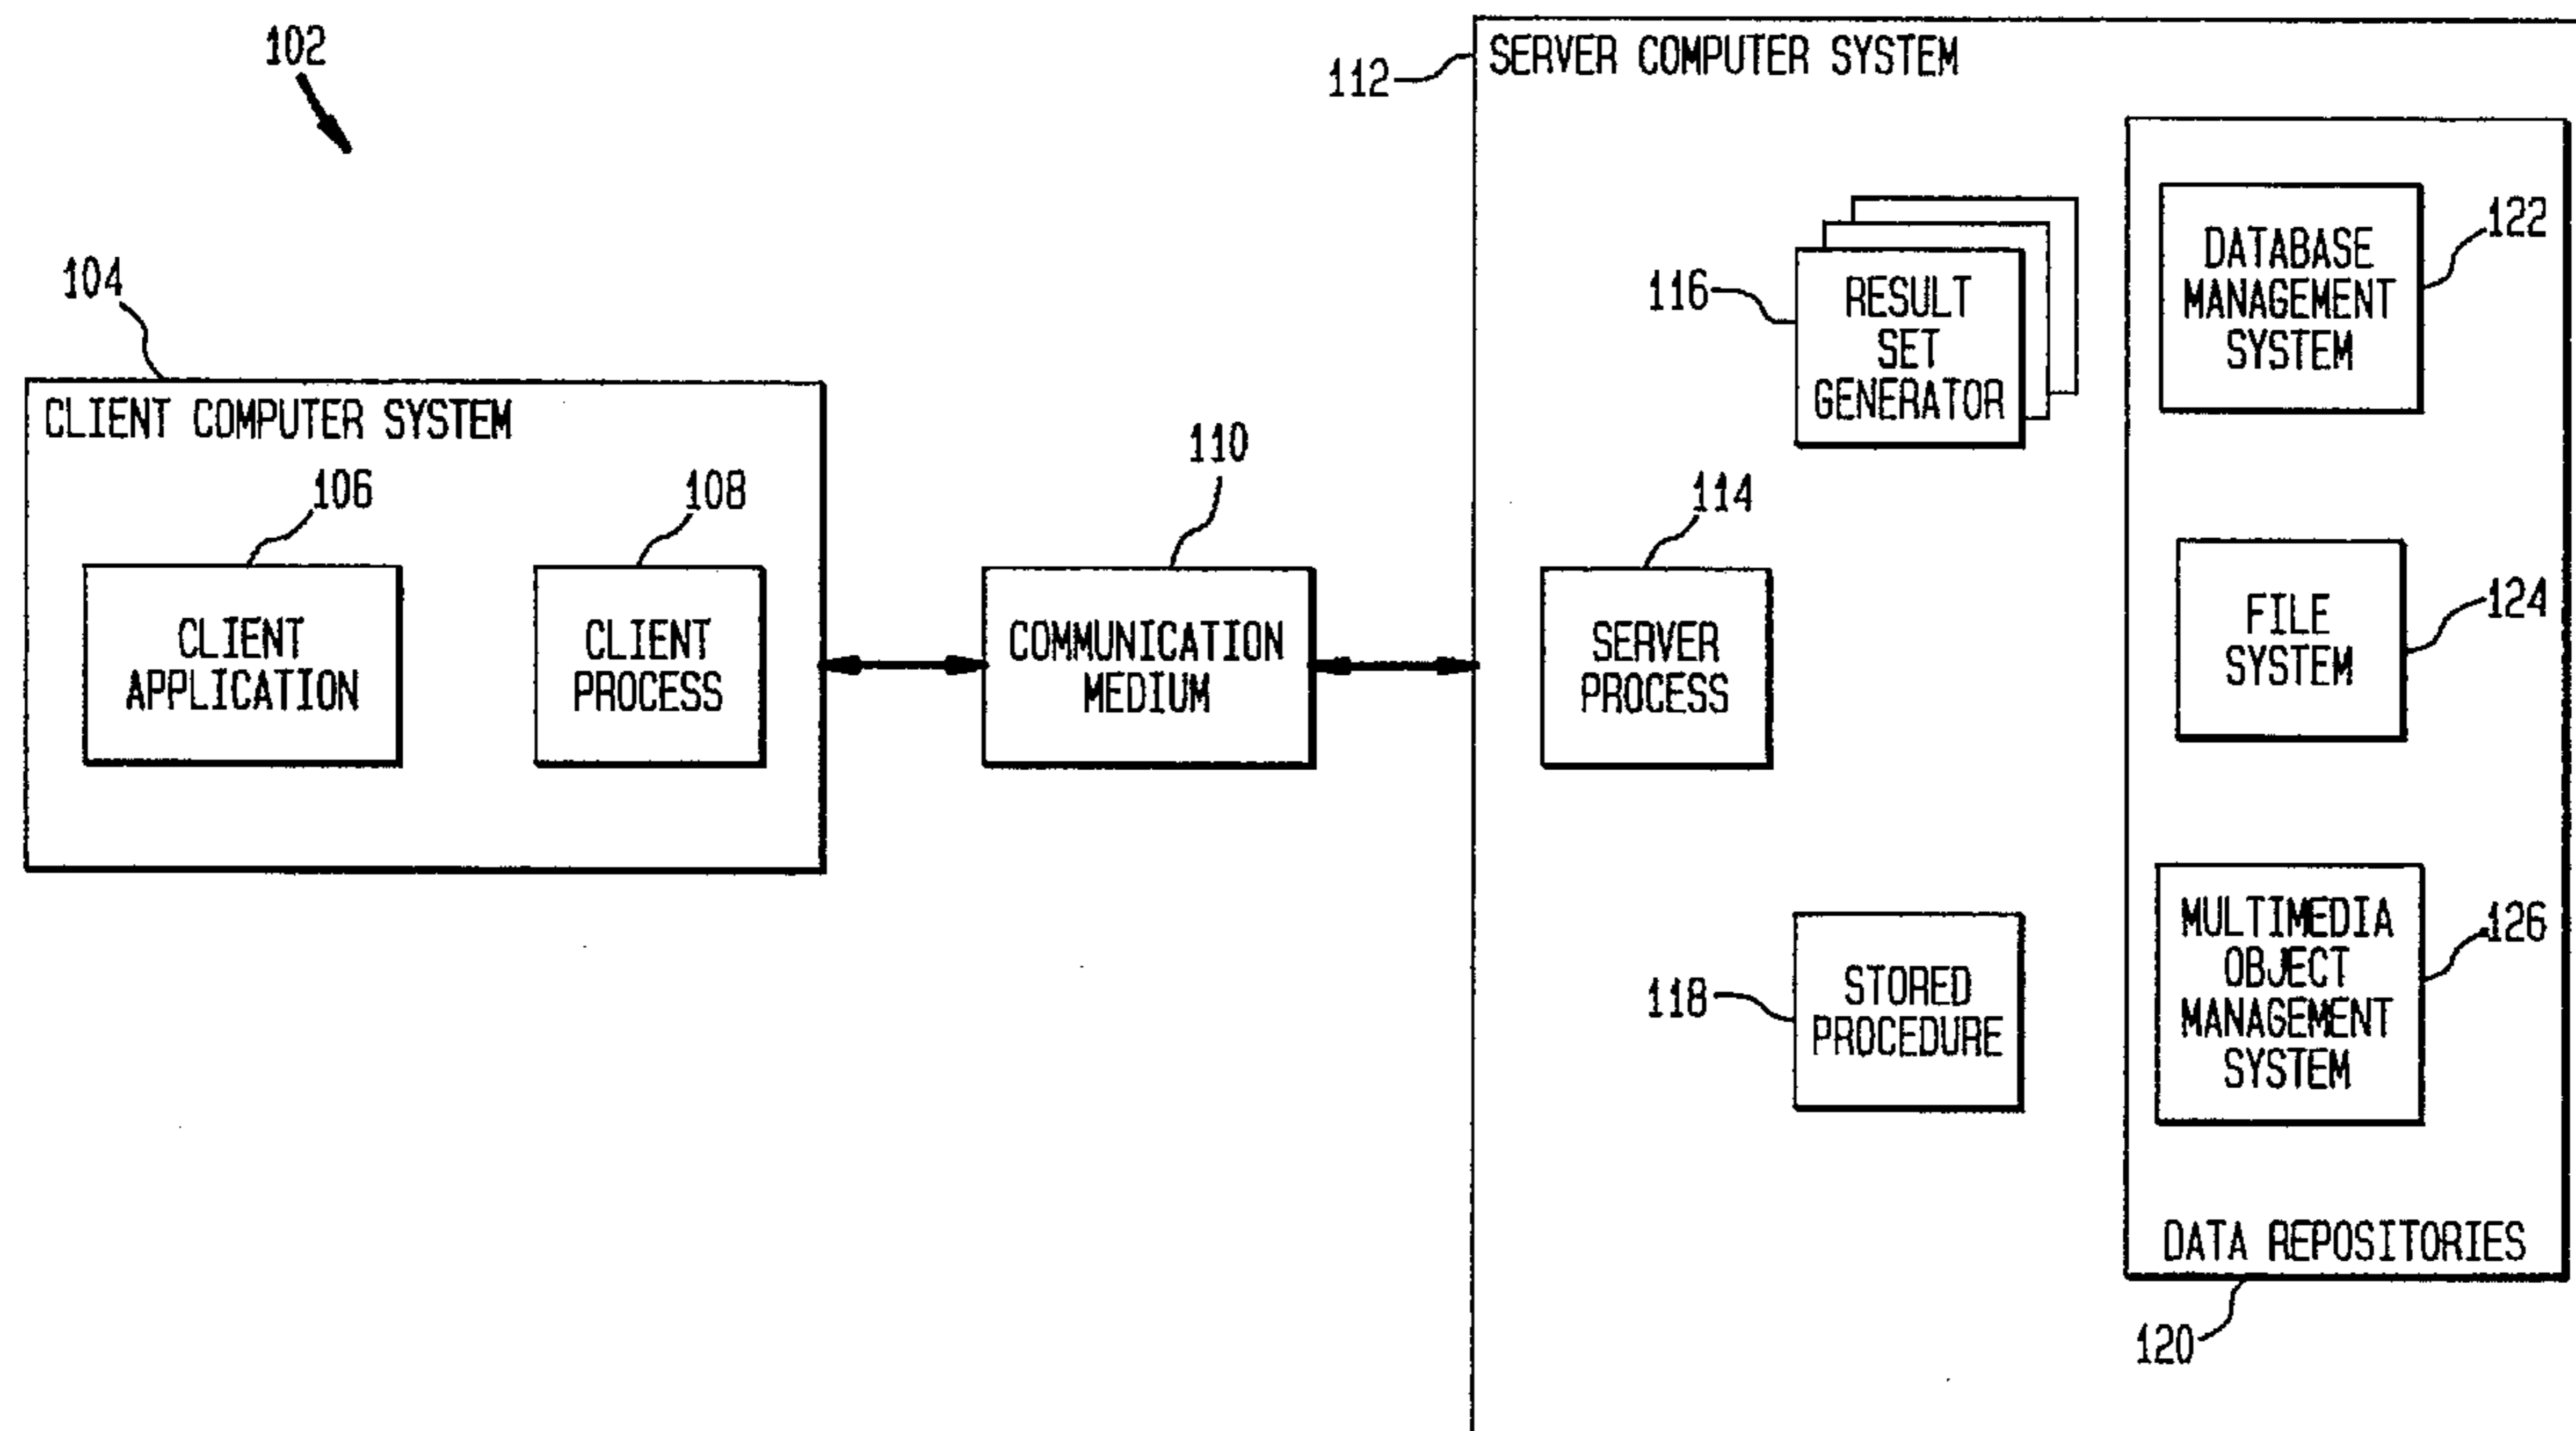 102
112
SERVER COMPUTER SYSTEM
104
CLIENT COMPUTER SYSTEM
106
CLIENT
APPLICATION
108
CLIENT
PROCESS
110
COMMUNICATION
MEDIUM
114
SERVER
PROCESS
116
RESULT
SET
GENERATOR
118
STORED
PROCEDURE
122
DATABASE
MANAGEMENT
SYSTEM
124
FILE
SYSTEM
126
MULTIMEDIA
OBJECT
MANAGEMENT
SYSTEM
DATA REPOSITORIES
120